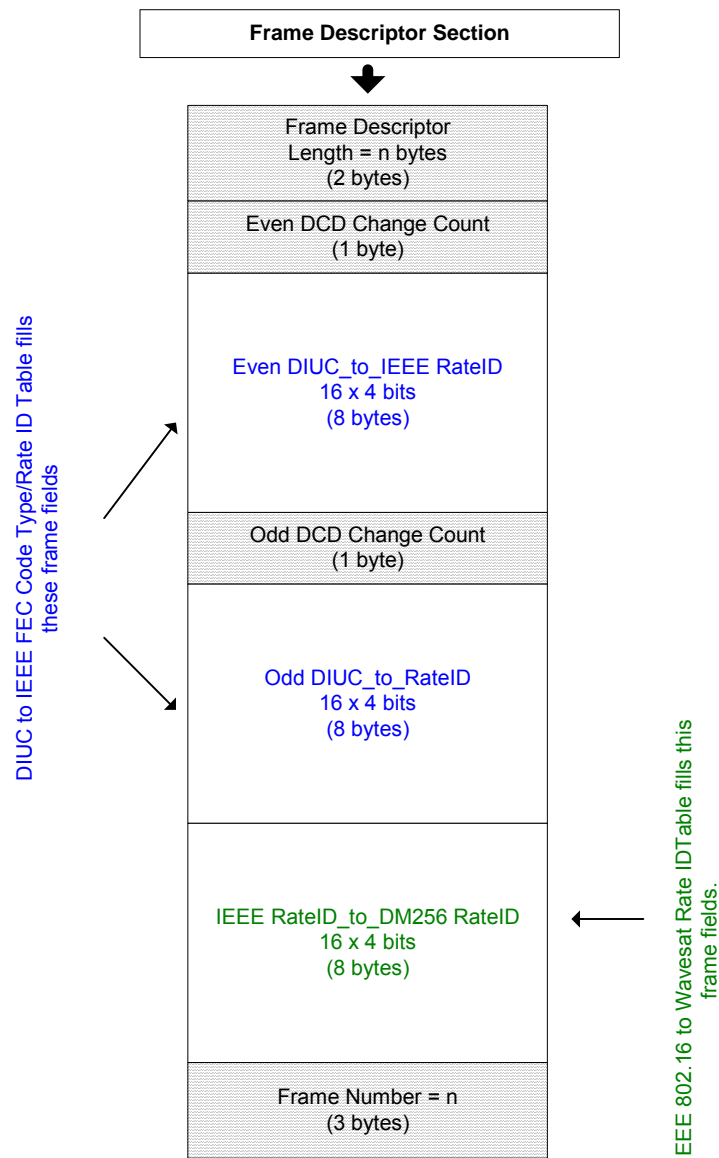 Frame Descriptor Section
Frame Descriptor
Length = n bytes
(2 bytes)
Even DCD Change Count
(1 byte)
Even DIUC_to_IEEE RateID
16 x 4 bits
(8 bytes)
DIUC to IEEE FEC Code Type/Rate ID Table fills
these frame fields
Odd DCD Change Count
(1 byte)
Odd DIUC_to_RateID
16 x 4 bits
(8 bytes)
IEEE RateID_to_DM256 RateID
16 x 4 bits
(8 bytes)
EEE 802.16 to Wavesat Rate IDTable fills this
frame fields.
Frame Number = n
(3 bytes)